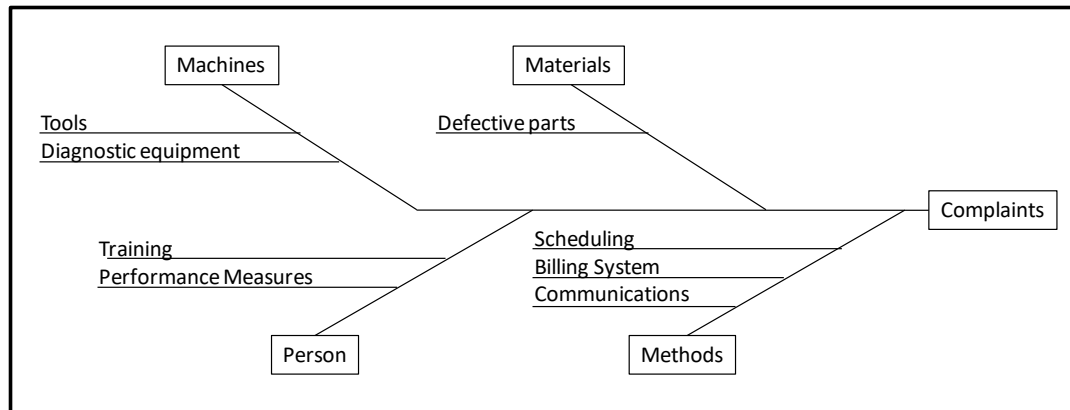 Machines
Materials
Tools
Defective parts
Diagnostic equipment
Complaints
Training
Scheduling
Performance Measures
Billing System
Communications
Person
Methods